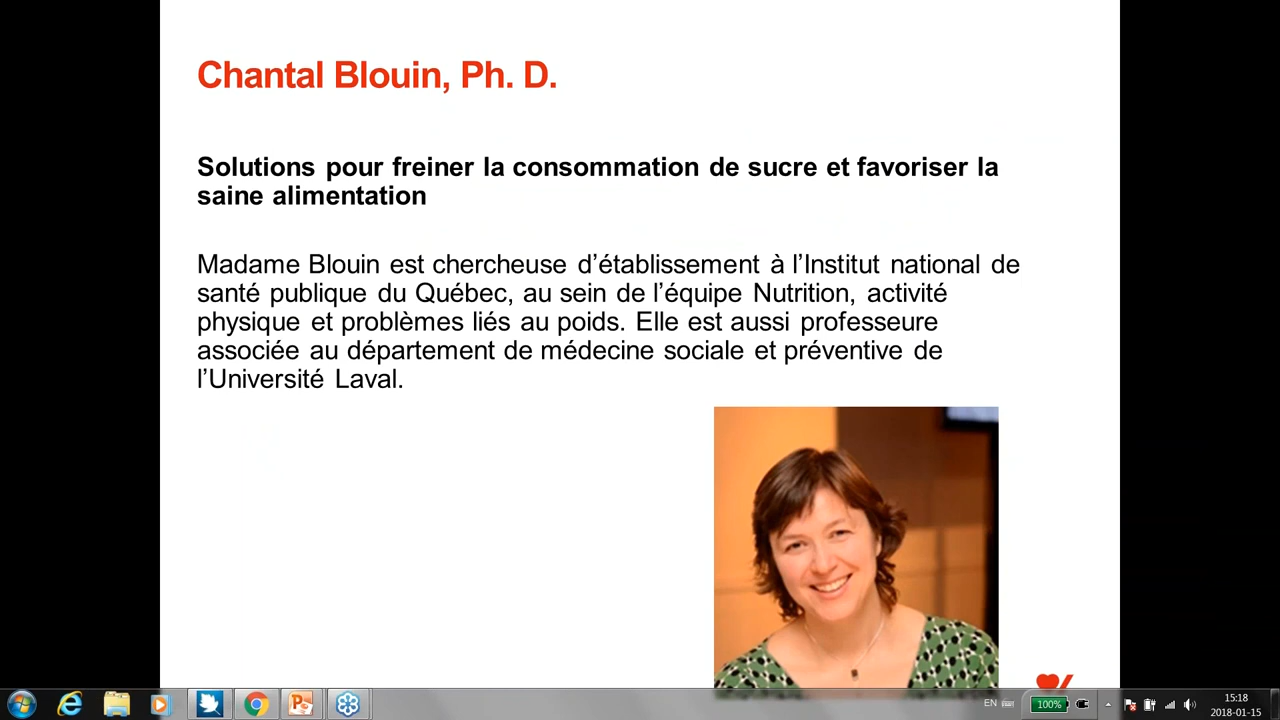 Chantal Blouin, Ph. D.
Solutions pour freiner la consommation de sucre et favoriser la
saine alimentation
Madame Blouin est chercheuse d’établissement à l’Institut national de
santé publique du Québec, au sein de l’équipe Nutrition, activité
physique et problèmes liés au poids. Elle est aussi professeure
associée au département de médecine sociale et préventive de
l’Université Laval.
EN
100%
15:18
2018-01-15